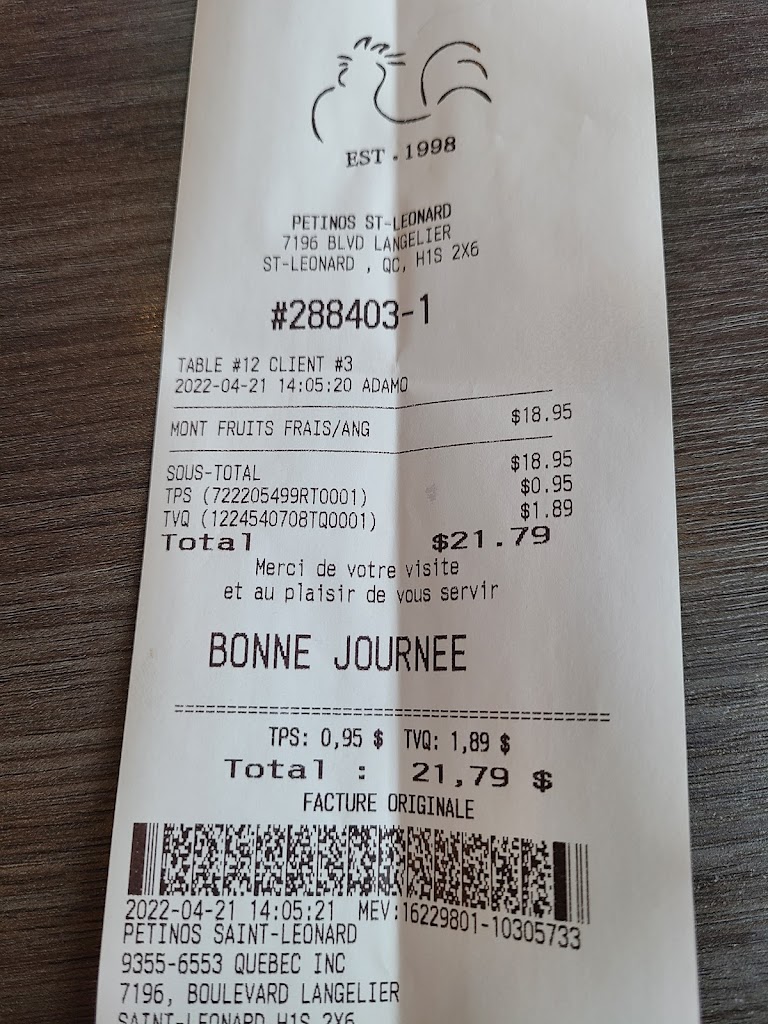 EST. 1998
PETINOS ST-LEONARD
7196 BLVD LANGELIER
ST-LEONARD , QC, H1S 2X6
#288403-1
TABLE #12 CLIENT #3
2022-04-21 14:05:20 ADAMO
MONT FRUITS FRAIS/ANG $18.95
SOUS-TOTAL $18.95
TPS (722205499RT0001) $0.95
TVQ (1224540708TQ0001) $1.89
Total $21.79
Merci de votre visite
et au plaisir de vous servir
BONNE JOURNEE
TPS: 0,95 $ TVQ: 1,89 $
Total : 21,79 $
FACTURE ORIGINALE
2022-04-21 14:05:21 MEV:16229801-10305733
PETINOS SAINT-LEONARD
9355-6553 QUEBEC INC
7196, BOULEVARD LANGELIER
SAINT-LEONARD H1S 2X6